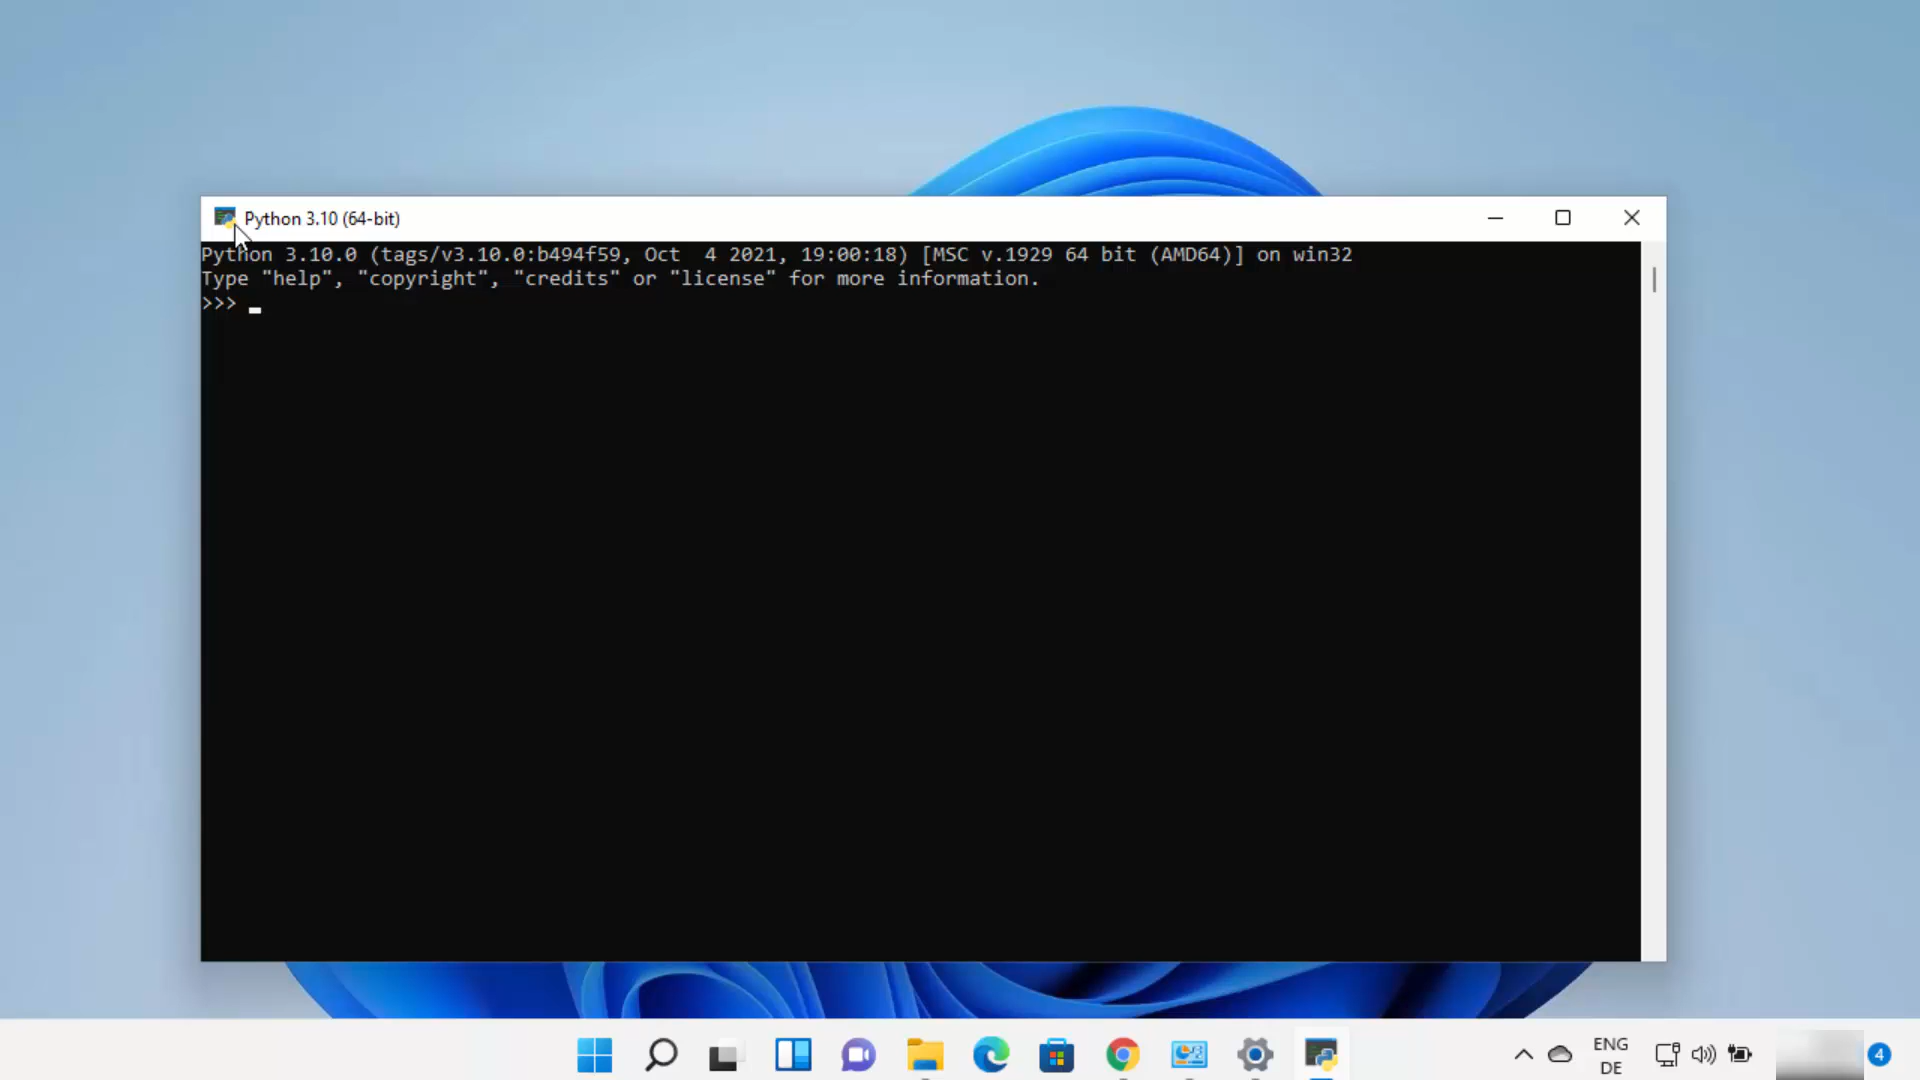 Python 3.10 (64-bit)
Python 3.10.0 (tags/v3.10.0:b494f59, Oct  4 2021, 19:00:18) [MSC v.1929 64 bit (AMD64)] on win32
Type "help", "copyright", "credits" or "license" for more information.
>>>
ENG
DE
4